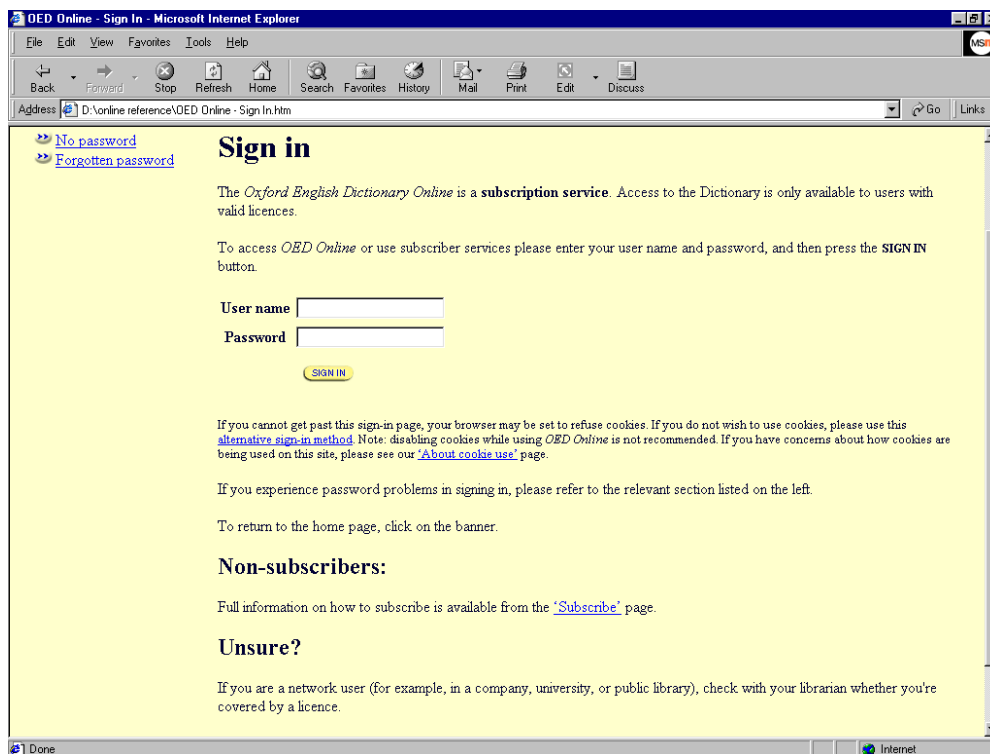 OED Online - Sign In - Microsoft Internet Explorer
File Edit View Favorites Tools Help
MSn
Back Forward Stop Refresh Home Search Favorites History Mail Print Edit Discuss
Address D:\online reference\OED Online - Sign In.htm Go Links
No password
Forgotten password
Sign in
The Oxford English Dictionary Online is a subscription service. Access to the Dictionary is only available to users with
valid licences.
To access OED Online or use subscriber services please enter your user name and password, and then press the SIGN IN
button.
User name
Password
SIGN IN
If you cannot get past this sign-in page, your browser may be set to refuse cookies. If you do not wish to use cookies, please use this
alternative sign-in method. Note: disabling cookies while using OED Online is not recommended. If you have concerns about how cookies are
being used on this site, please see our ‘About cookie use’ page.
If you experience password problems in signing in, please refer to the relevant section listed on the left.
To return to the home page, click on the banner.
Non-subscribers:
Full information on how to subscribe is available from the ‘Subscribe’ page.
Unsure?
If you are a network user (for example, in a company, university, or public library), check with your librarian whether you're
covered by a licence.
Done Internet